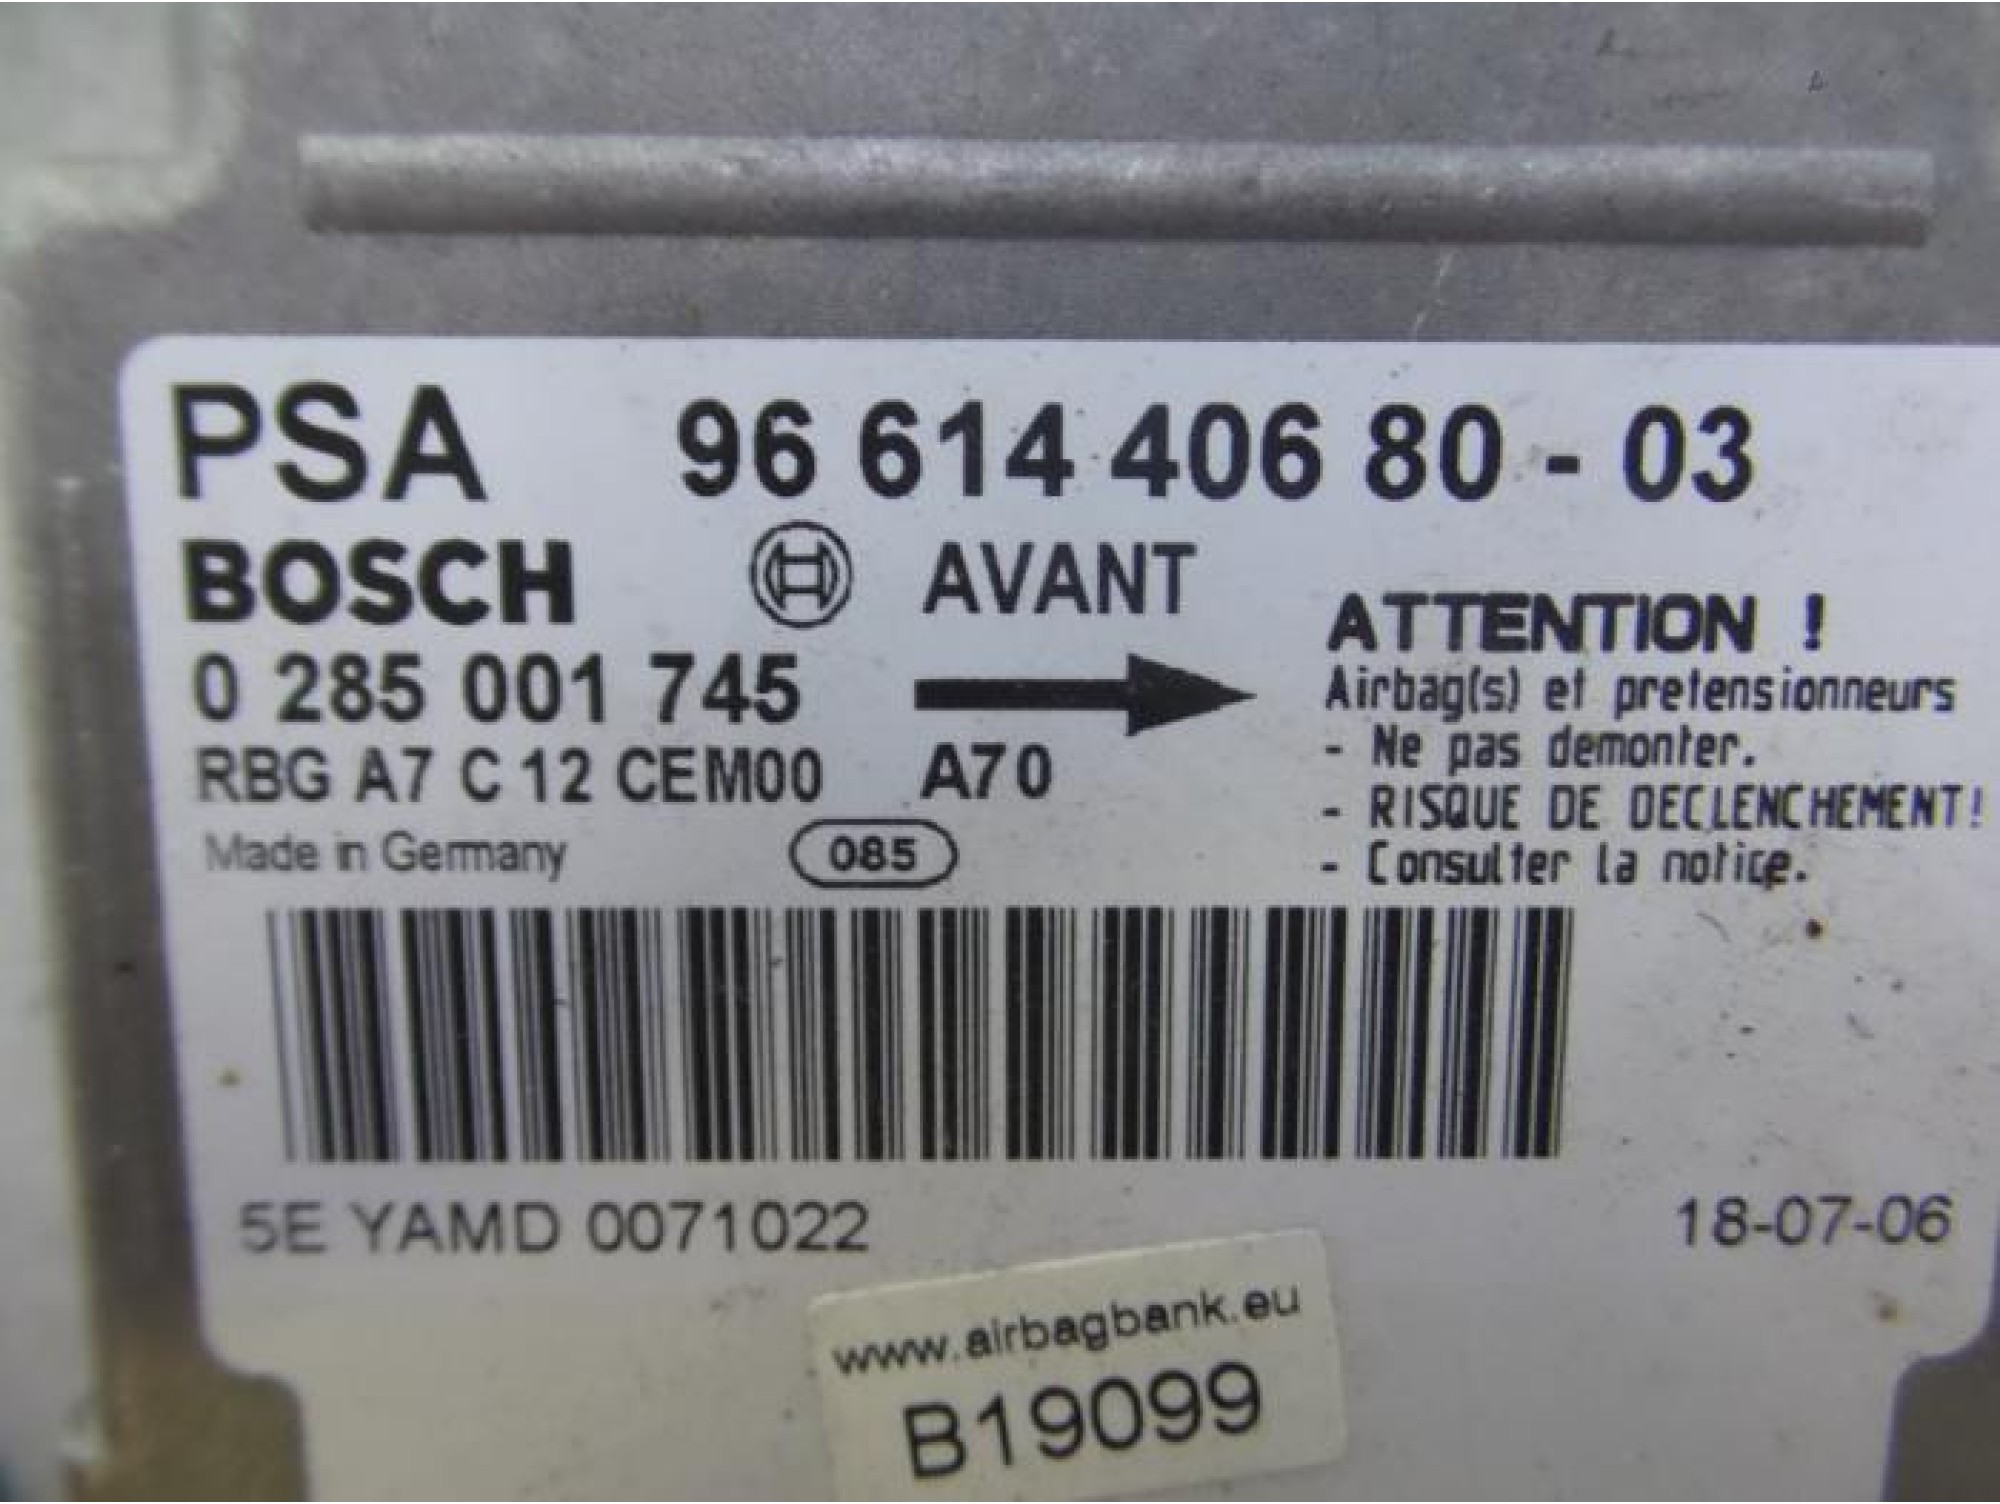 PSA 96 614 406 80 - 03
BOSCH AVANT
0 285 001 745
RBG A7 C 12 CEM00 A70
Made in Germany 085
ATTENTION !
Airbag(s) et pretensionneurs
- Ne pas demonter.
- RISQUE DE DECLENCHEMENT!
- Consulter la notice.
5E YAMD 0071022 18-07-06
www.airbagbank.eu
B19099